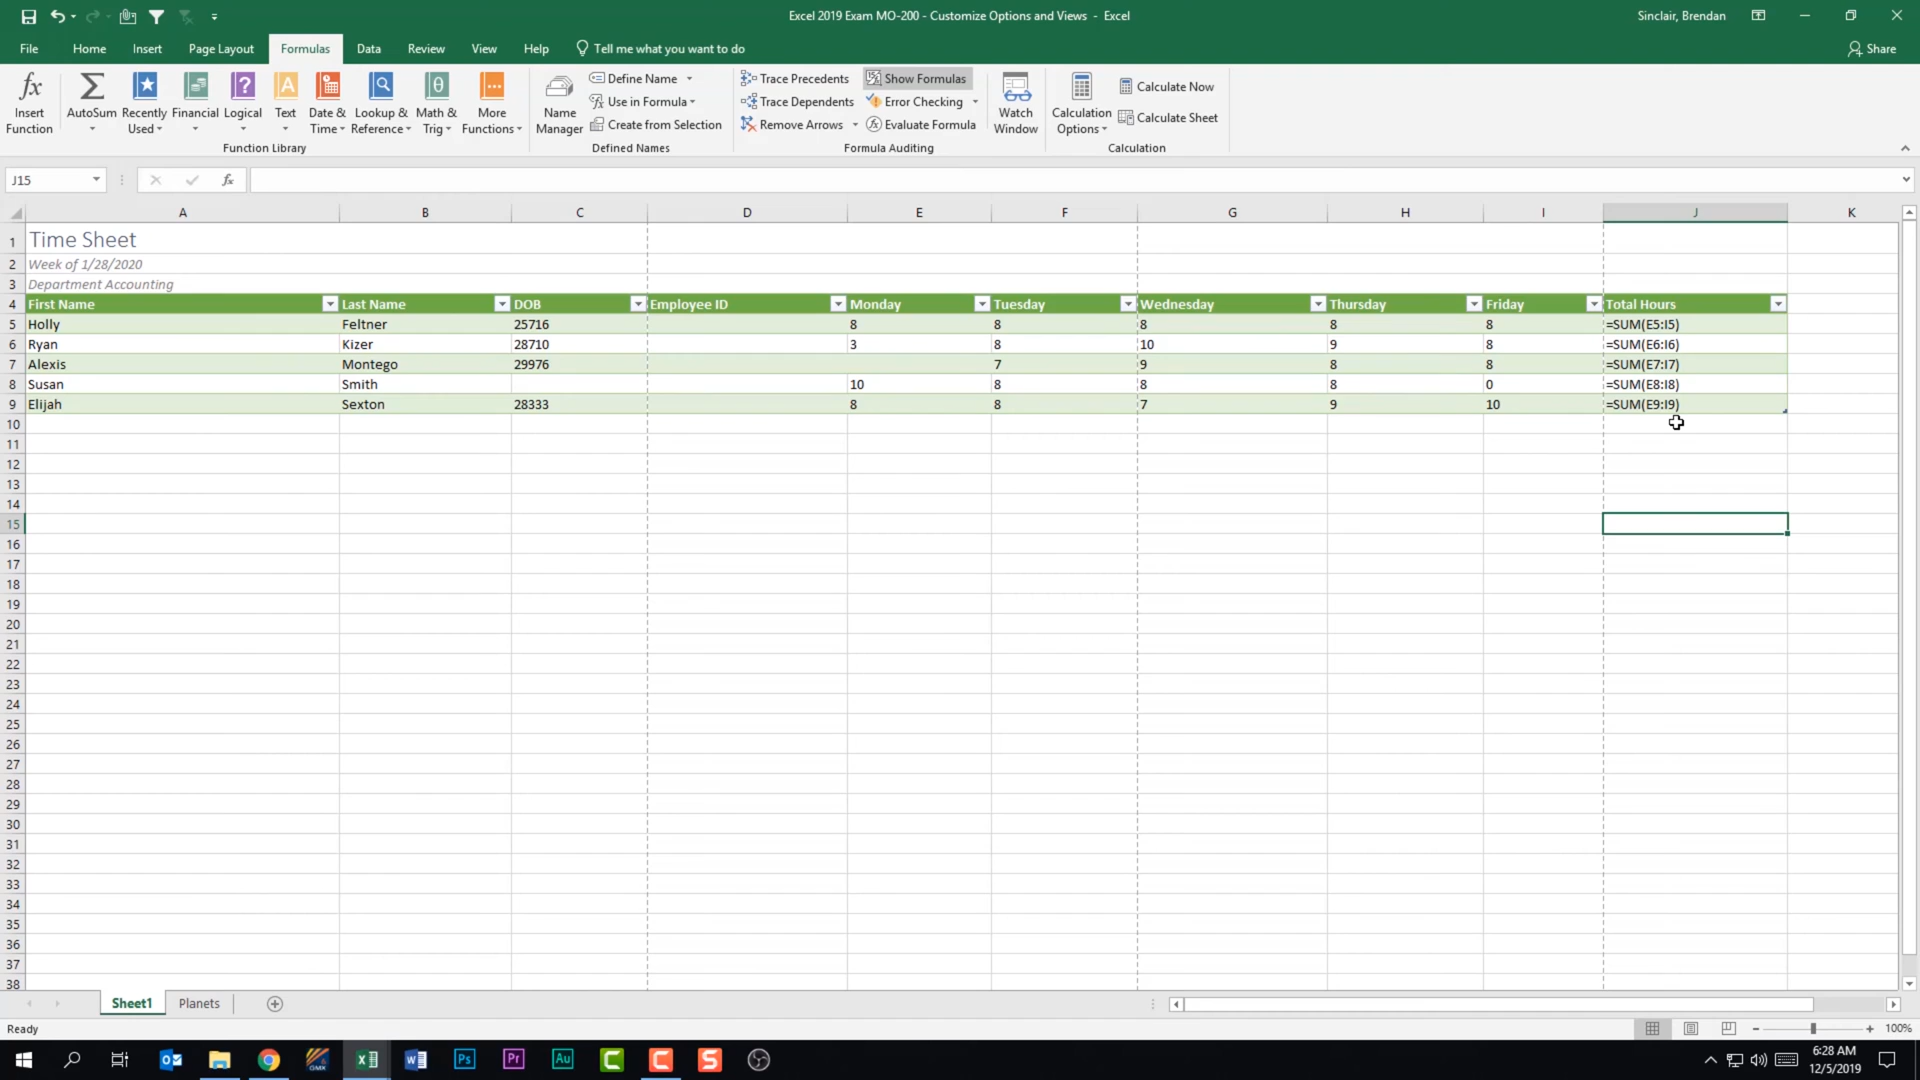 Excel 2019 Exam MO-200 - Customize Options and Views - Excel
Sinclair, Brendan
File Home Insert Page Layout Formulas Data Review View Help Tell me what you want to do Share
Insert Function
AutoSum
Recently Used
Financial
Logical
Text
Date & Time
Lookup & Reference
Math & Trig
More Functions
Function Library
Name Manager
Define Name
Use in Formula
Create from Selection
Defined Names
Trace Precedents
Trace Dependents
Remove Arrows
Show Formulas
Error Checking
Evaluate Formula
Formula Auditing
Watch Window
Calculation Options
Calculate Now
Calculate Sheet
Calculation
J15 fx
A B C D E F G H I J K
1 Time Sheet
2 Week of 1/28/2020
3 Department Accounting
4 First Name Last Name DOB Employee ID Monday Tuesday Wednesday Thursday Friday Total Hours
5 Holly Feltner 25716 8 8 8 8 8 =SUM(E5:I5)
6 Ryan Kizer 28710 3 8 10 9 8 =SUM(E6:I6)
7 Alexis Montego 29976 7 9 8 8 =SUM(E7:I7)
8 Susan Smith 10 8 8 8 0 =SUM(E8:I8)
9 Elijah Sexton 28333 8 8 7 9 10 =SUM(E9:I9)
10
11
12
13
14
15
16
17
18
19
20
21
22
23
24
25
26
27
28
29
30
31
32
33
34
35
36
37
38
Sheet1 Planets
Ready 100%
6:28 AM
12/5/2019